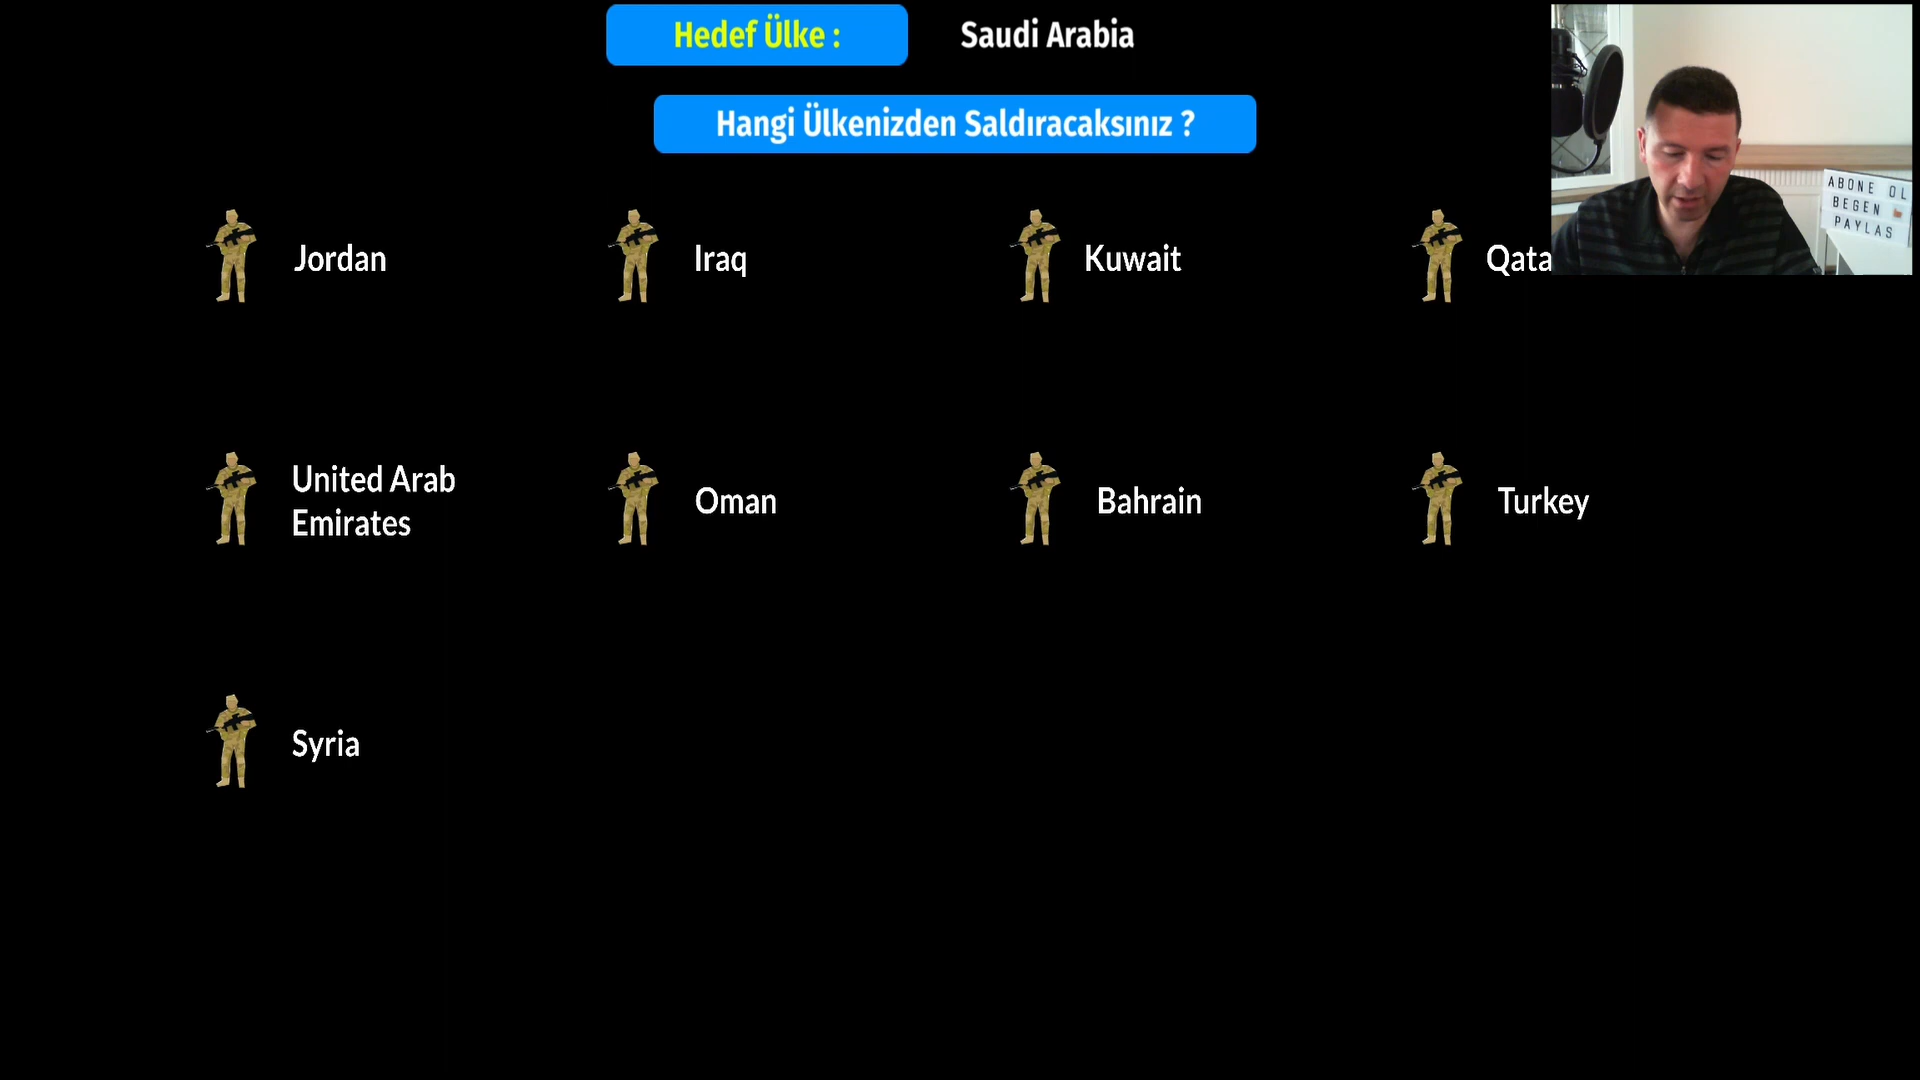 Hedef Ülke :
Saudi Arabia
Hangi Ülkenizden Saldıracaksınız ?
Jordan
Iraq
Kuwait
Qata
United Arab
Emirates
Oman
Bahrain
Turkey
Syria
ABONE OL
BEGEN
PAYLAS